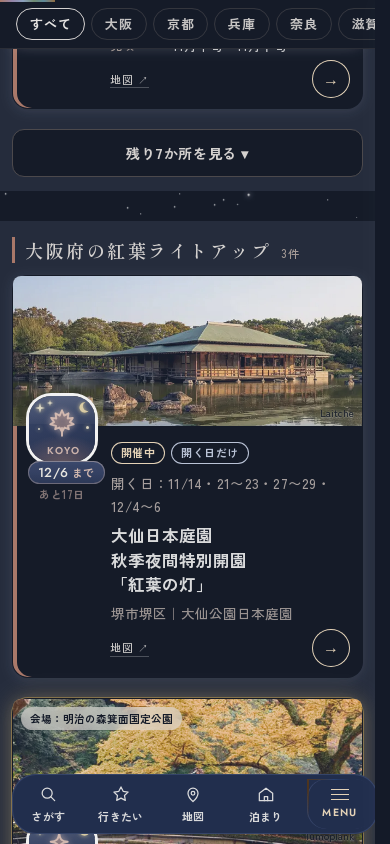 すべて
大阪
京都
兵庫
奈良
滋賀
地図 ↗
→
残り7か所を見る ▾
大阪府の紅葉ライトアップ 3件
Laitche
KOYO
12/6 まで
あと17日
開催中
開く日だけ
開く日：11/14・21〜23・27〜29・
12/4〜6
大仙日本庭園
秋季夜間特別開園
「紅葉の灯」
堺市堺区｜大仙公園日本庭園
地図 ↗
→
会場：明治の森箕面国定公園
さがす
行きたい
地図
泊まり
MENU